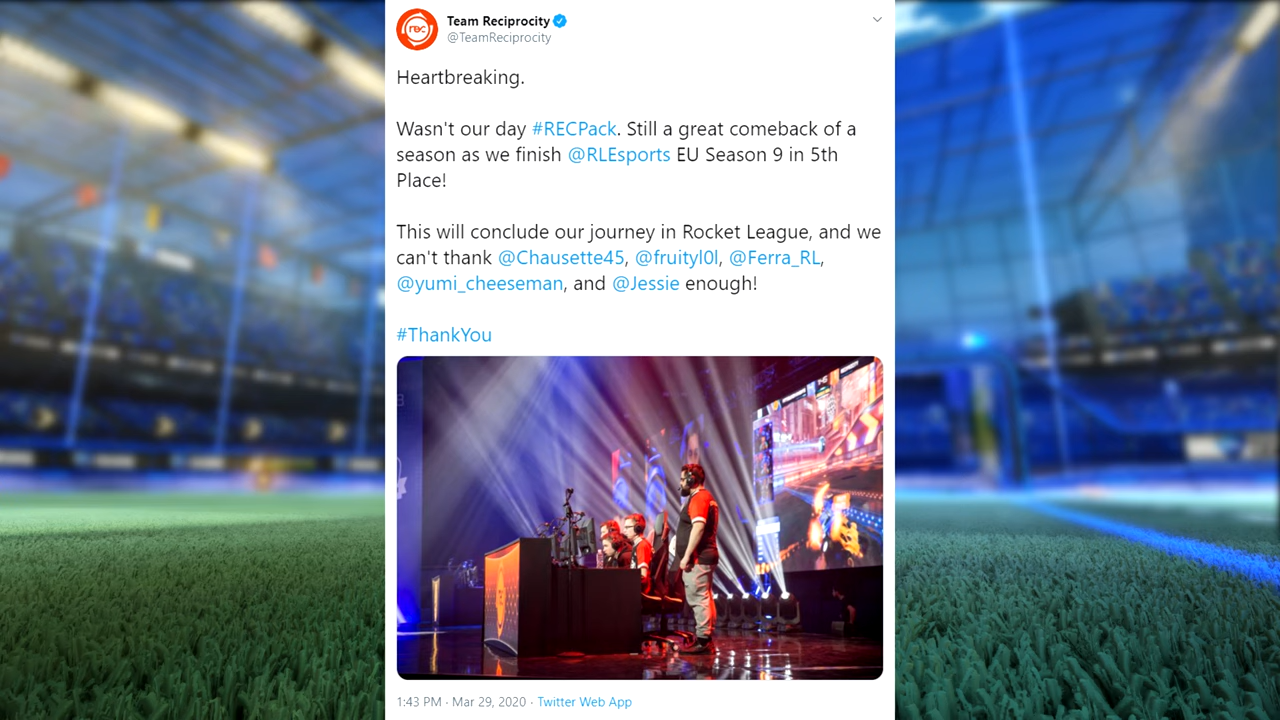 Team Reciprocity
@TeamReciprocity
Heartbreaking.
Wasn't our day #RECPack. Still a great comeback of a
season as we finish @RLEsports EU Season 9 in 5th
Place!
This will conclude our journey in Rocket League, and we
can't thank @Chausette45, @fruityl0l, @Ferra_RL,
@yumi_cheeseman, and @Jessie enough!
#ThankYou
1:43 PM · Mar 29, 2020 · Twitter Web App